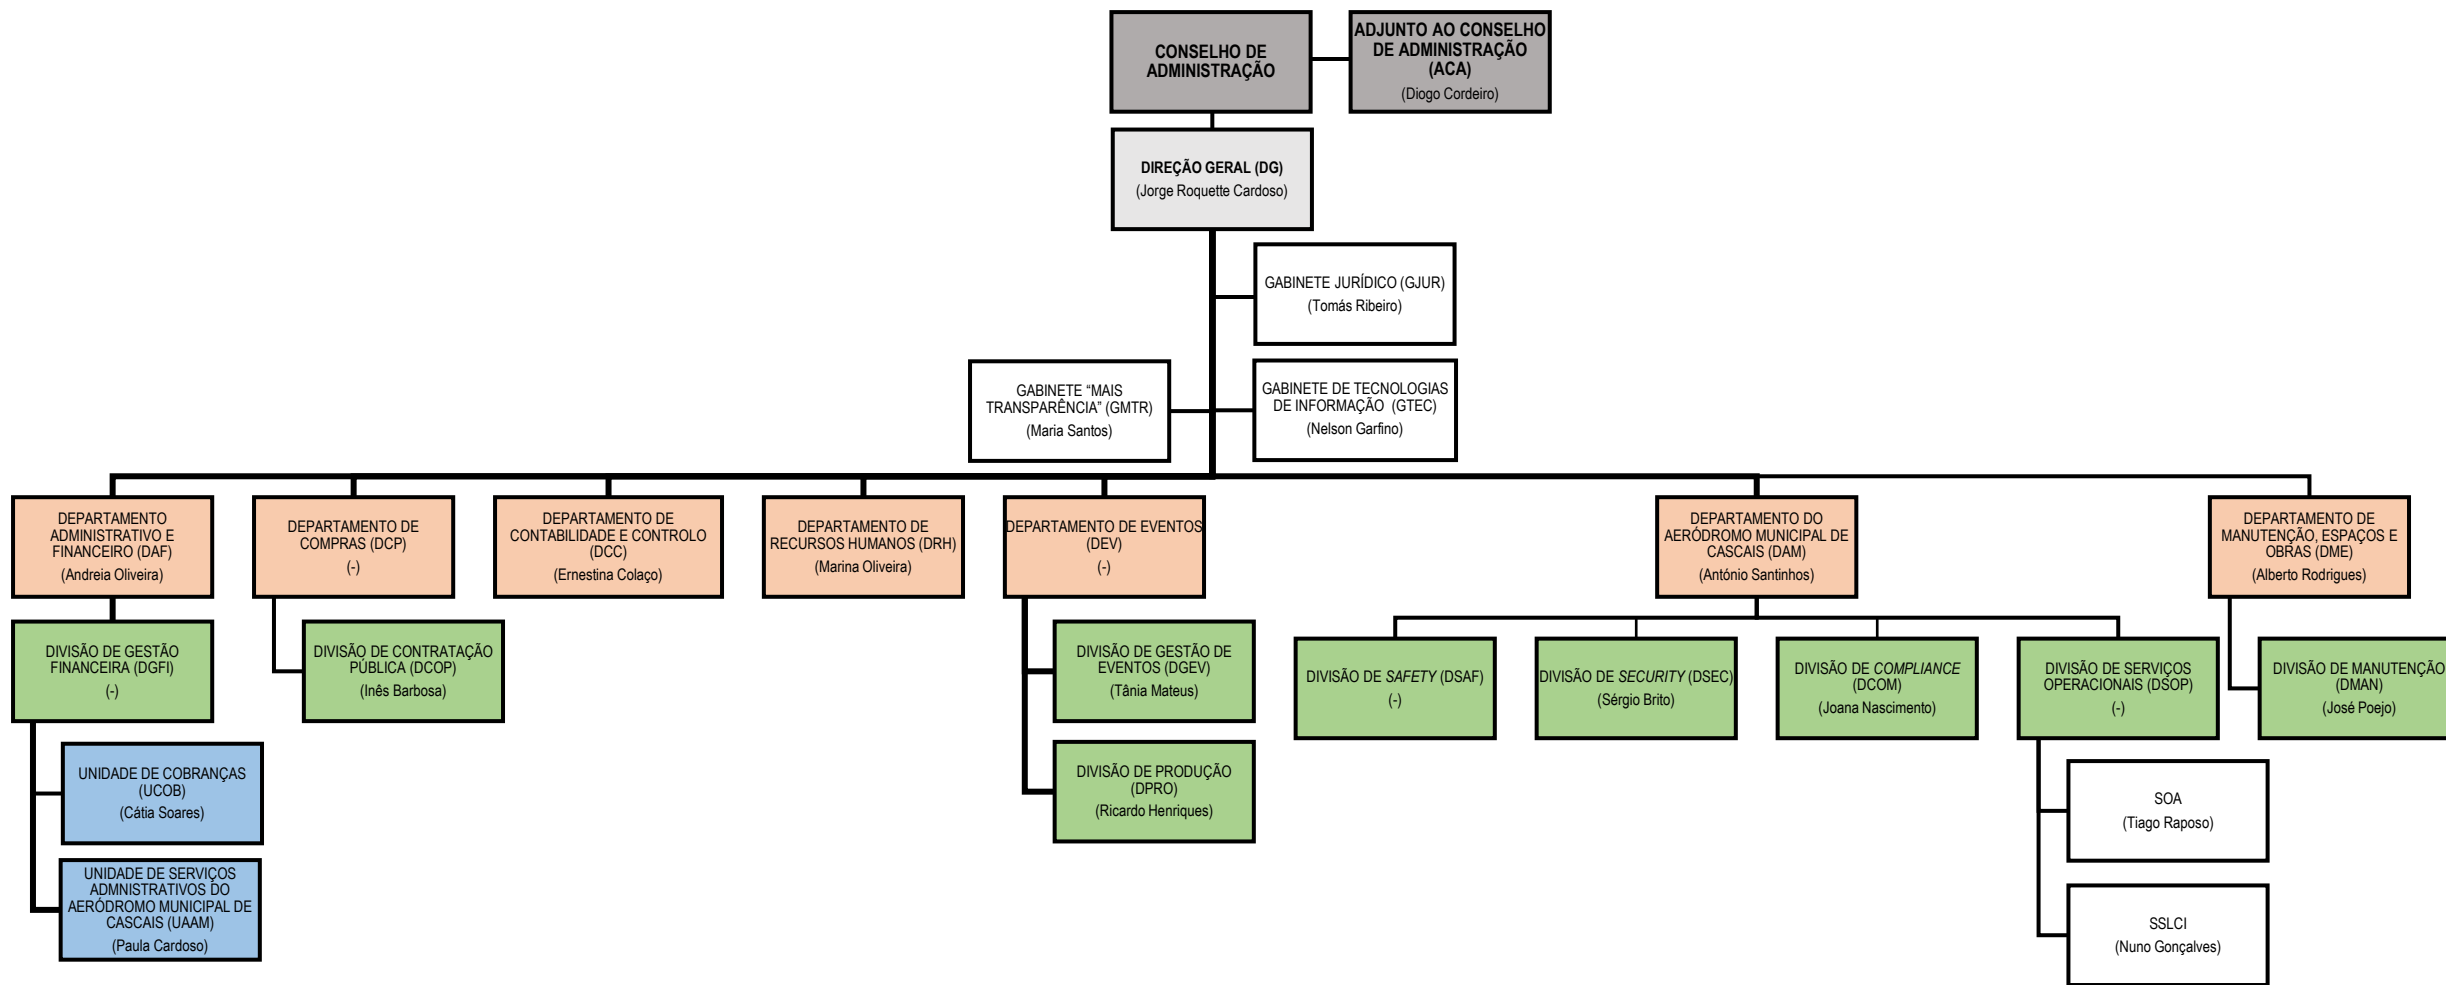 CONSELHO DE
ADMINISTRAÇÃO
ADJUNTO AO CONSELHO
DE ADMINISTRAÇÃO
(ACA)
(Diogo Cordeiro)
DIREÇÃO GERAL (DG)
(Jorge Roquette Cardoso)
GABINETE JURÍDICO (GJUR)
(Tomás Ribeiro)
GABINETE “MAIS
TRANSPARÊNCIA” (GMTR)
(Maria Santos)
GABINETE DE TECNOLOGIAS
DE INFORMAÇÃO (GTEC)
(Nelson Garfino)
DEPARTAMENTO
ADMINISTRATIVO E
FINANCEIRO (DAF)
(Andreia Oliveira)
DEPARTAMENTO DE
COMPRAS (DCP)
(-)
DEPARTAMENTO DE
CONTABILIDADE E CONTROLO
(DCC)
(Ernestina Colaço)
DEPARTAMENTO DE
RECURSOS HUMANOS (DRH)
(Marina Oliveira)
DEPARTAMENTO DE EVENTOS
(DEV)
(-)
DEPARTAMENTO DO
AERÓDROMO MUNICIPAL DE
CASCAIS (DAM)
(António Santinhos)
DEPARTAMENTO DE
MANUTENÇÃO, ESPAÇOS E
OBRAS (DME)
(Alberto Rodrigues)
DIVISÃO DE GESTÃO
FINANCEIRA (DGFI)
(-)
DIVISÃO DE CONTRATAÇÃO
PÚBLICA (DCOP)
(Inês Barbosa)
DIVISÃO DE GESTÃO DE
EVENTOS (DGEV)
(Tânia Mateus)
DIVISÃO DE SAFETY (DSAF)
(-)
DIVISÃO DE SECURITY (DSEC)
(Sérgio Brito)
DIVISÃO DE COMPLIANCE
(DCOM)
(Joana Nascimento)
DIVISÃO DE SERVIÇOS
OPERACIONAIS (DSOP)
(-)
DIVISÃO DE MANUTENÇÃO
(DMAN)
(José Poejo)
UNIDADE DE COBRANÇAS
(UCOB)
(Cátia Soares)
DIVISÃO DE PRODUÇÃO
(DPRO)
(Ricardo Henriques)
SOA
(Tiago Raposo)
UNIDADE DE SERVIÇOS
ADMNISTRATIVOS DO
AERÓDROMO MUNICIPAL DE
CASCAIS (UAAM)
(Paula Cardoso)
SSLCI
(Nuno Gonçalves)